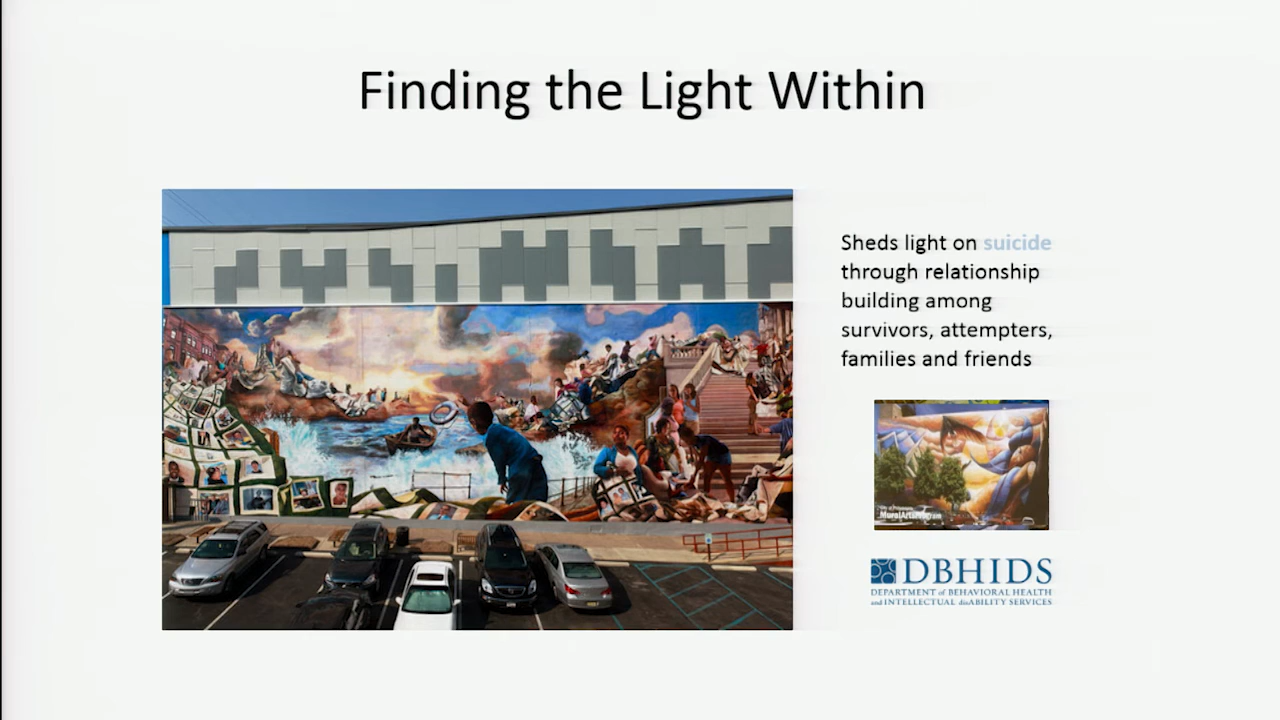 Finding the Light Within
Sheds light on suicide
through relationship
building among
survivors, attempters,
families and friends
MuralArtsProgram
DBHIDS
DEPARTMENT of BEHAVIORAL HEALTH
and INTELLECTUAL disABILITY SERVICES